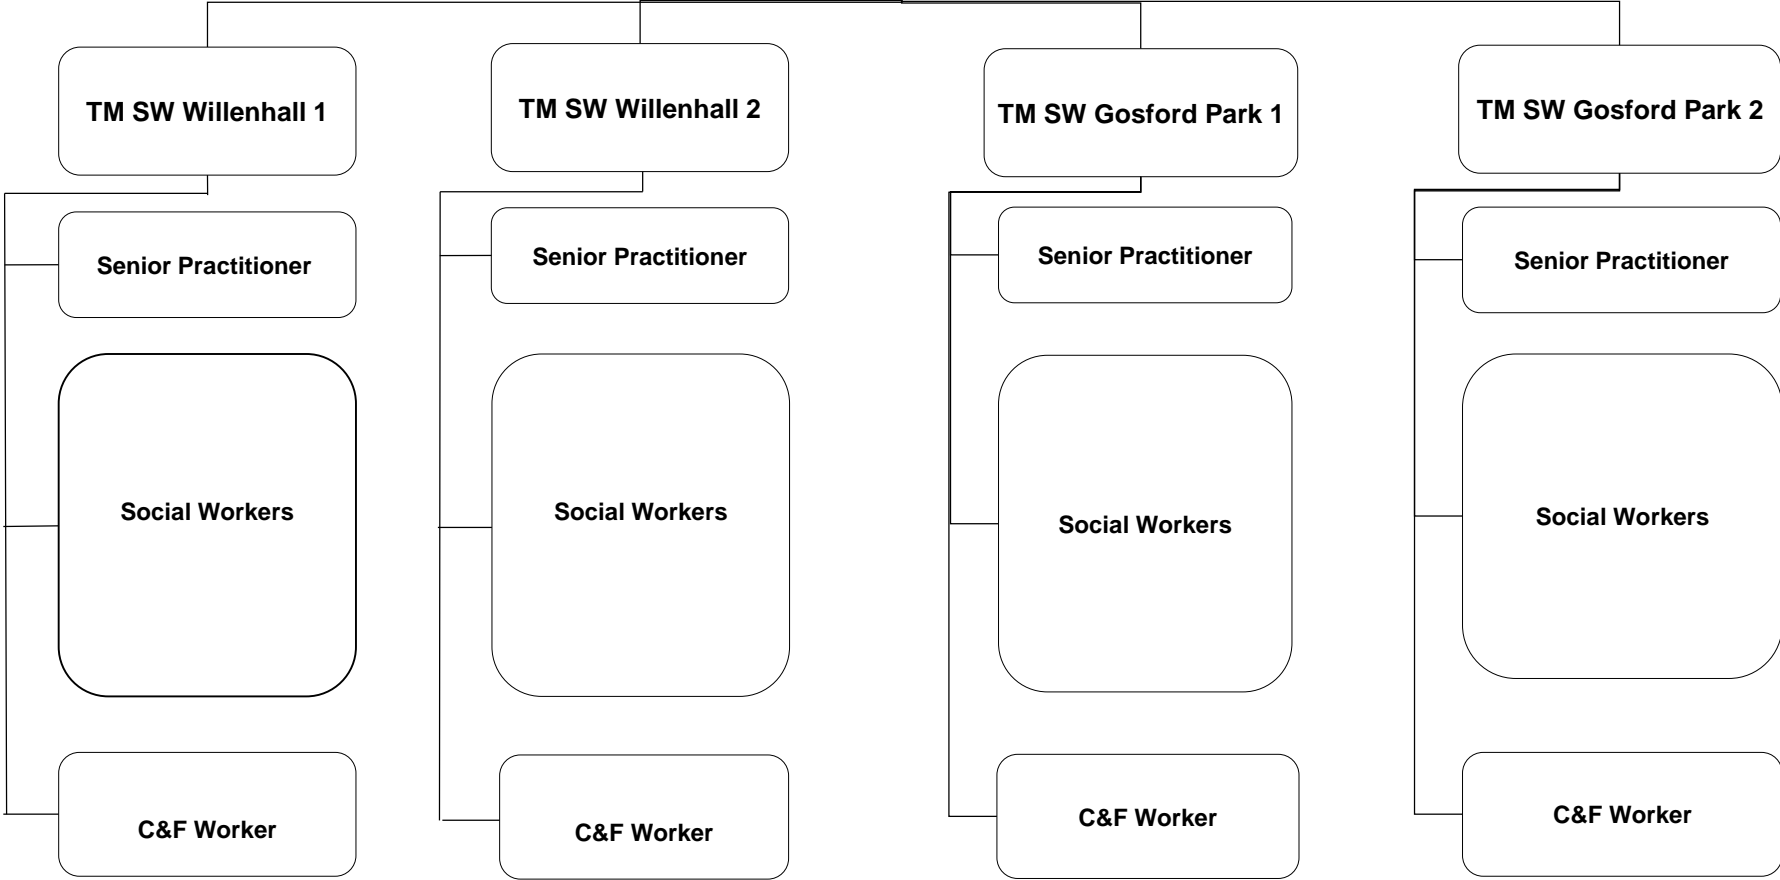 TM SW Willenhall 1
TM SW Willenhall 2
TM SW Gosford Park 1
TM SW Gosford Park 2
Senior Practitioner
Senior Practitioner
Senior Practitioner
Senior Practitioner
Social Workers
Social Workers
Social Workers
Social Workers
C&F Worker
C&F Worker
C&F Worker
C&F Worker